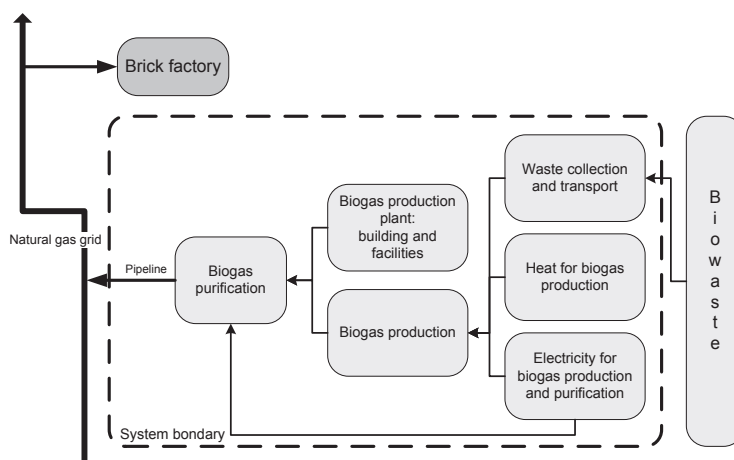 Brick factory
Waste collection
and transport
Biogas production
plant:
building and
facilities
Natural gas grid
Pipeline
Biogas
purification
Heat for biogas
production
Biogas production
Electricity for
biogas production
and purification
System bondary
B
i
o
w
a
s
t
e